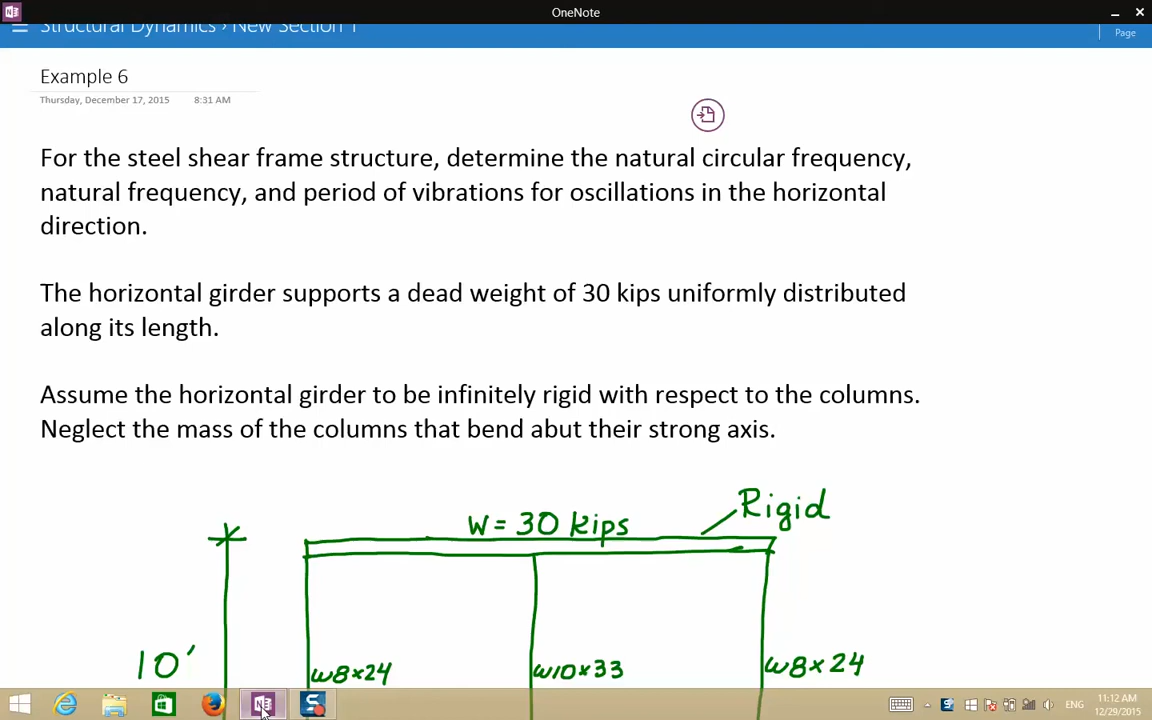 OneNote
Structural Dynamics › New Section 1
Page
Example 6
Thursday, December 17, 2015 8:31 AM
For the steel shear frame structure, determine the natural circular frequency,
natural frequency, and period of vibrations for oscillations in the horizontal
direction.
The horizontal girder supports a dead weight of 30 kips uniformly distributed
along its length.
Assume the horizontal girder to be infinitely rigid with respect to the columns.
Neglect the mass of the columns that bend abut their strong axis.
W = 30 kips
Rigid
10'
W8×24
W10×33
W8×24
ENG
11:12 AM
12/29/2015